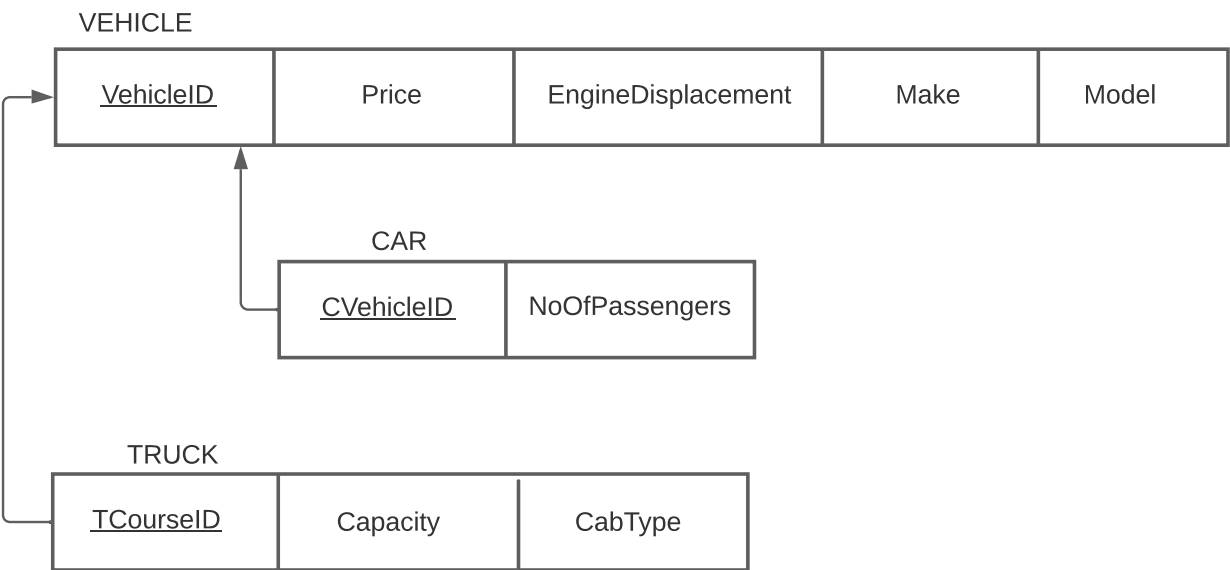 VEHICLE
VehicleID Price EngineDisplacement Make Model
CAR
CVehicleID NoOfPassengers
TRUCK
TCourseID Capacity CabType